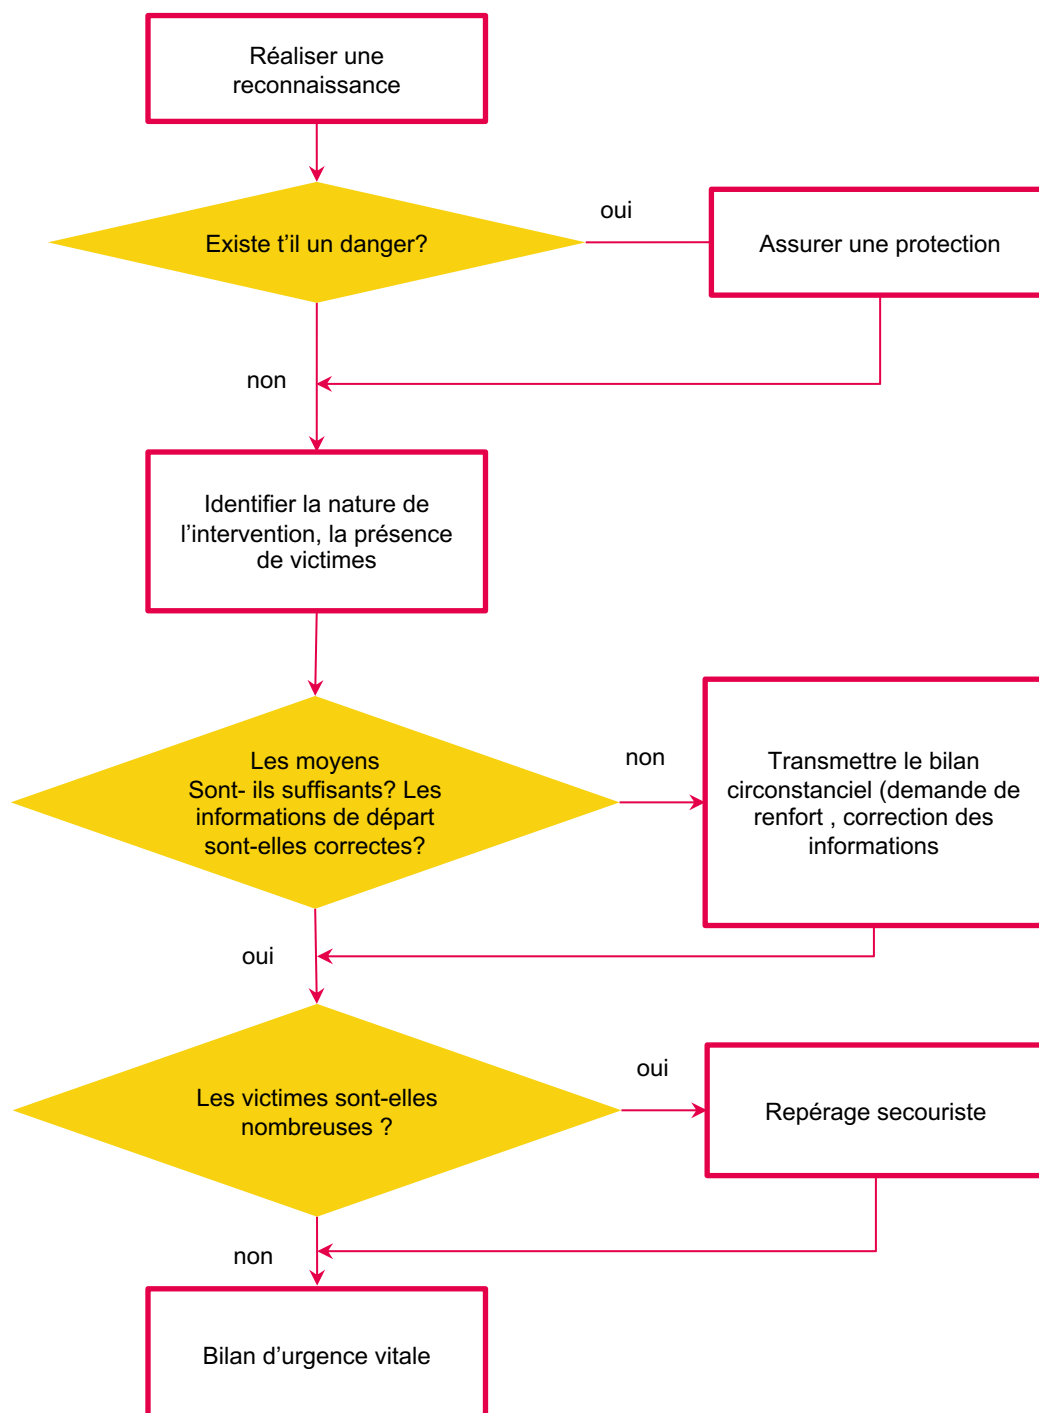 Réaliser une
reconnaissance
oui
Existe t’il un danger?
Assurer une protection
non
Identifier la nature de
l’intervention, la présence
de victimes
Les moyens
Sont- ils suffisants? Les
informations de départ
sont-elles correctes?
non
Transmettre le bilan
circonstanciel (demande de
renfort , correction des
informations
oui
Les victimes sont-elles
nombreuses ?
oui
Repérage secouriste
non
Bilan d’urgence vitale